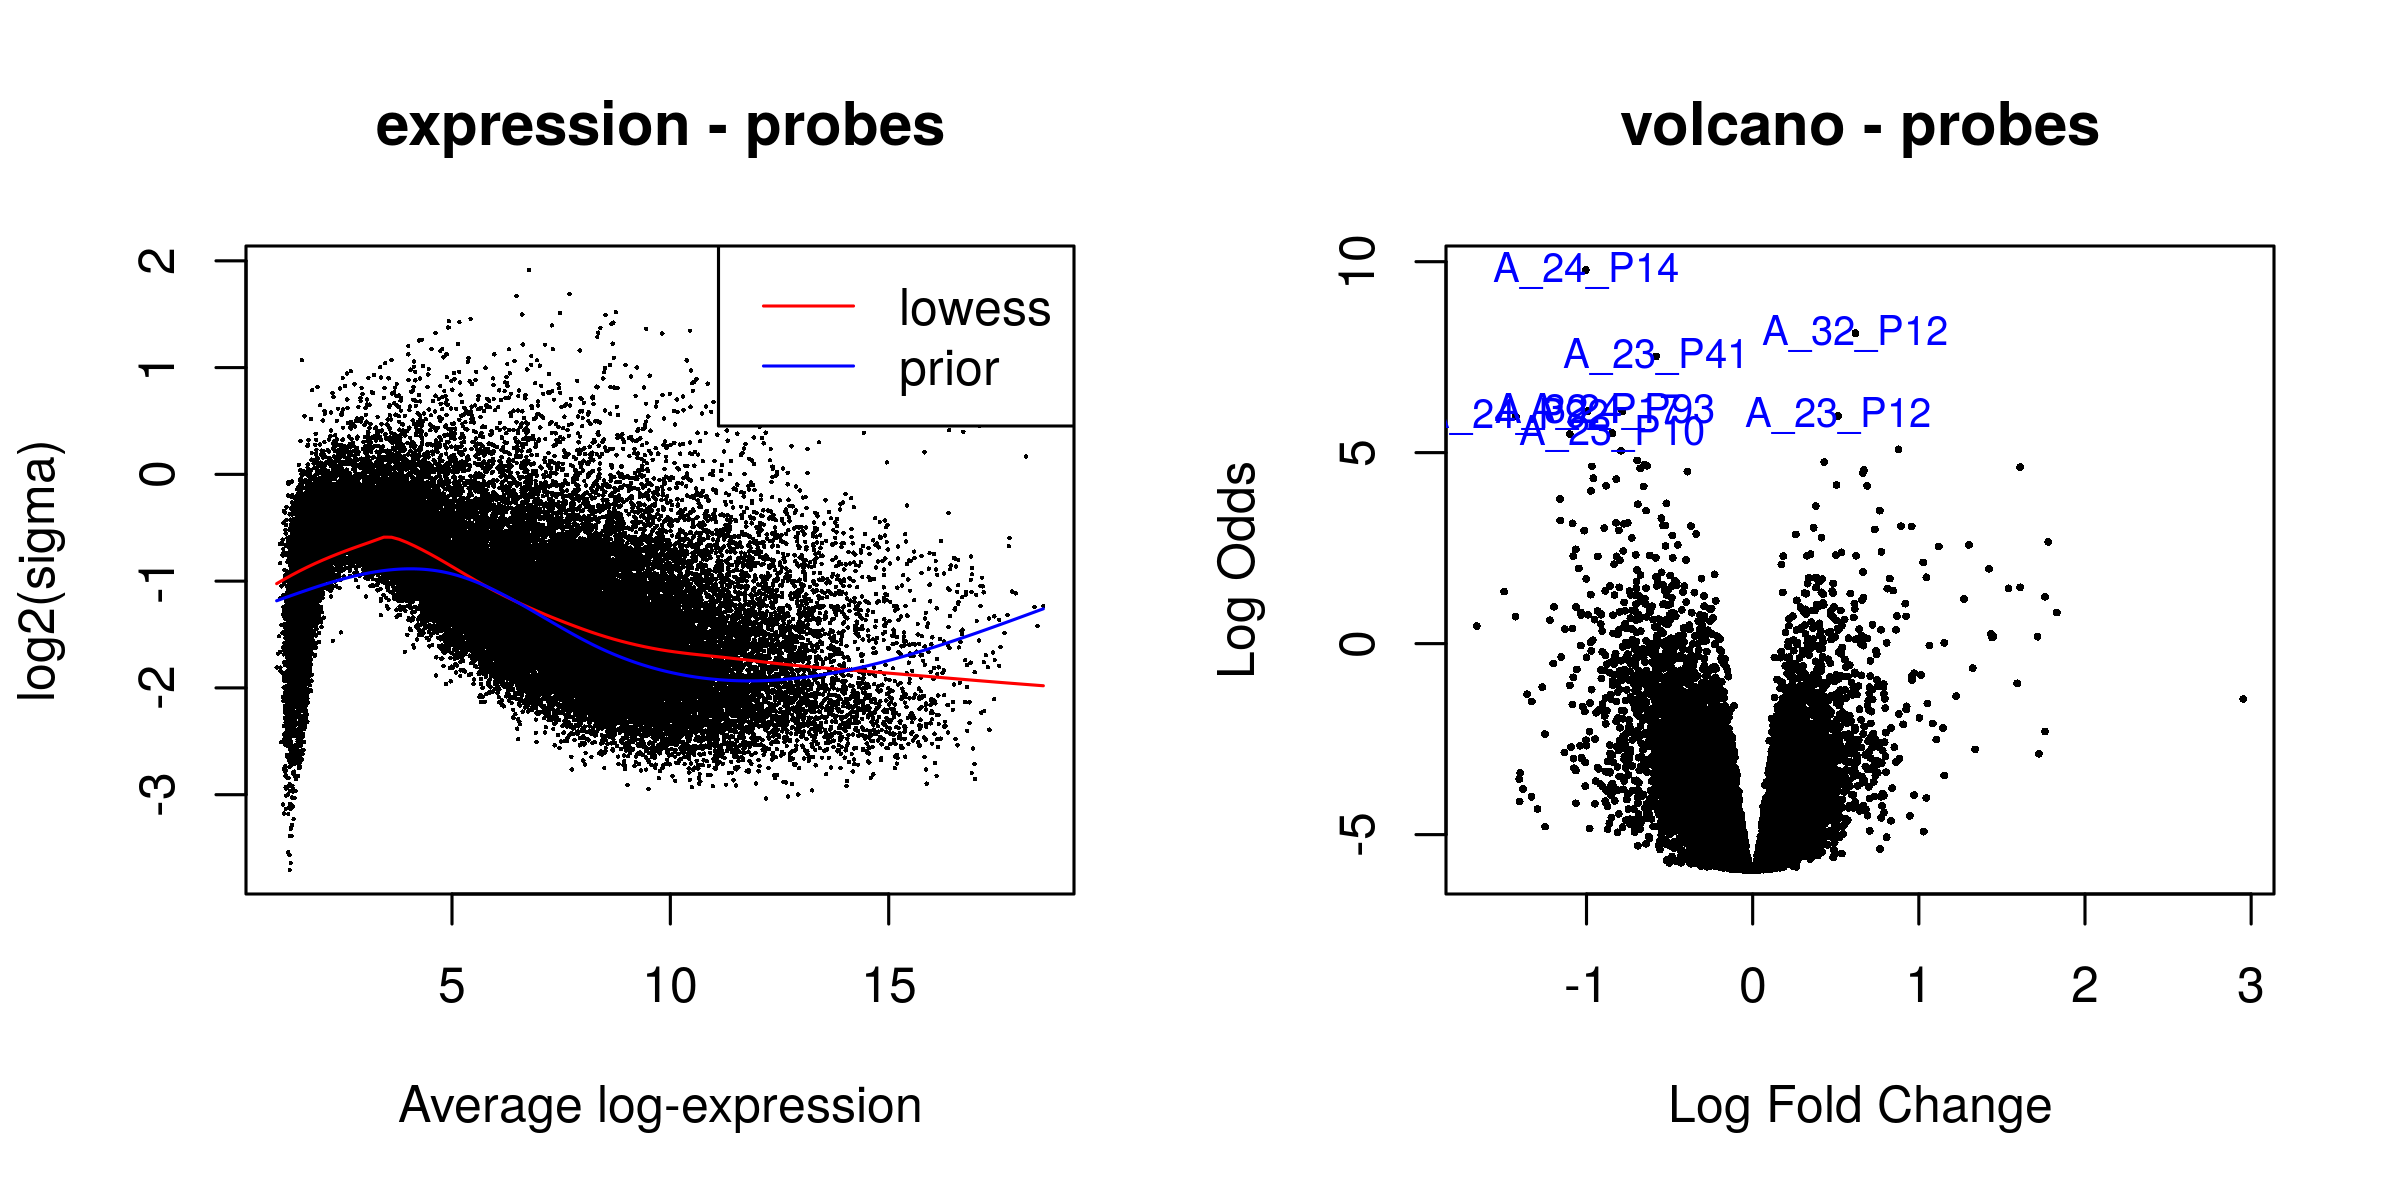 expression - probes
log2(sigma)
2
1
0
-1
-2
-3
lowess
prior
5
10
15
Average log-expression
volcano - probes
Log Odds
10
5
0
-5
A_24_P14
A_32_P12
A_23_P41
A_23_P12
A_23_P10
-1
0
1
2
3
Log Fold Change